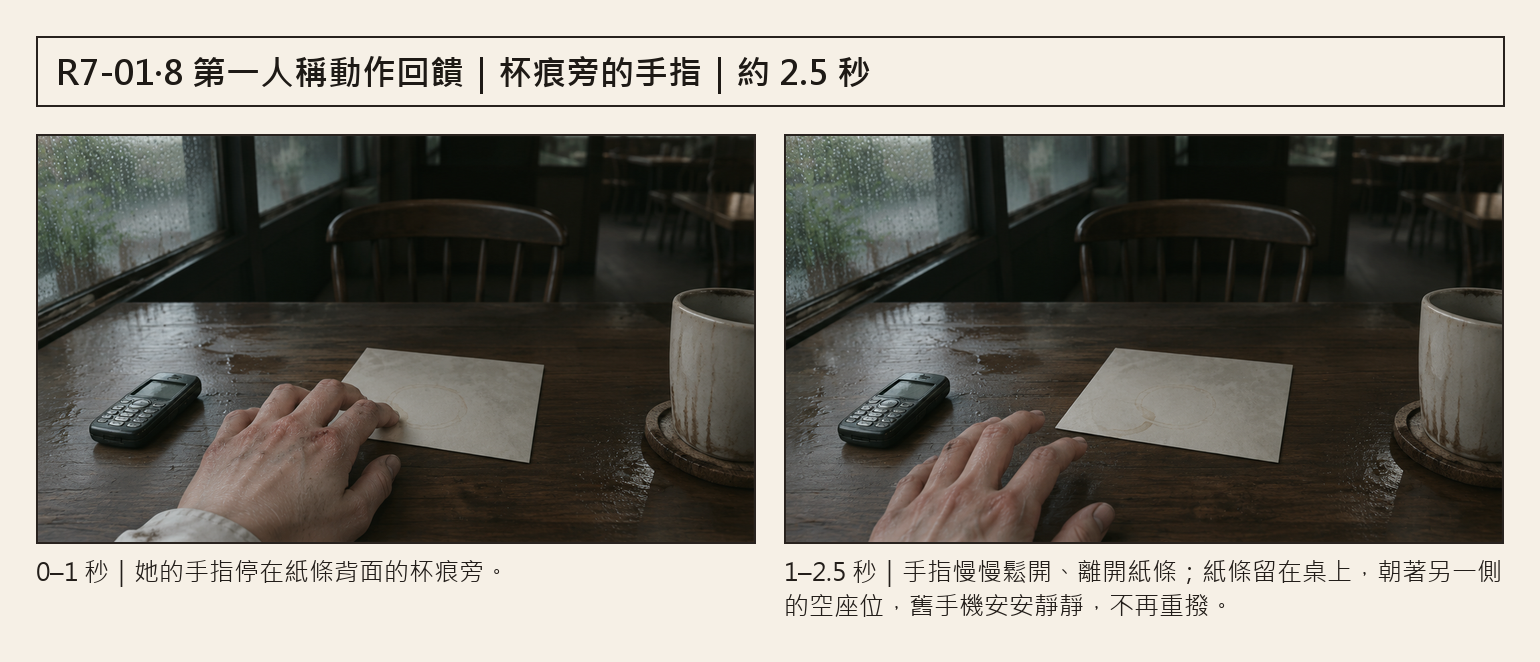 R7-01·8 第一人稱動作回饋｜杯痕旁的手指｜約 2.5 秒
0–1 秒｜她的手指停在紙條背面的杯痕旁。
1–2.5 秒｜手指慢慢鬆開、離開紙條；紙條留在桌上，朝著另一側
的空座位，舊手機安安靜靜，不再重撥。